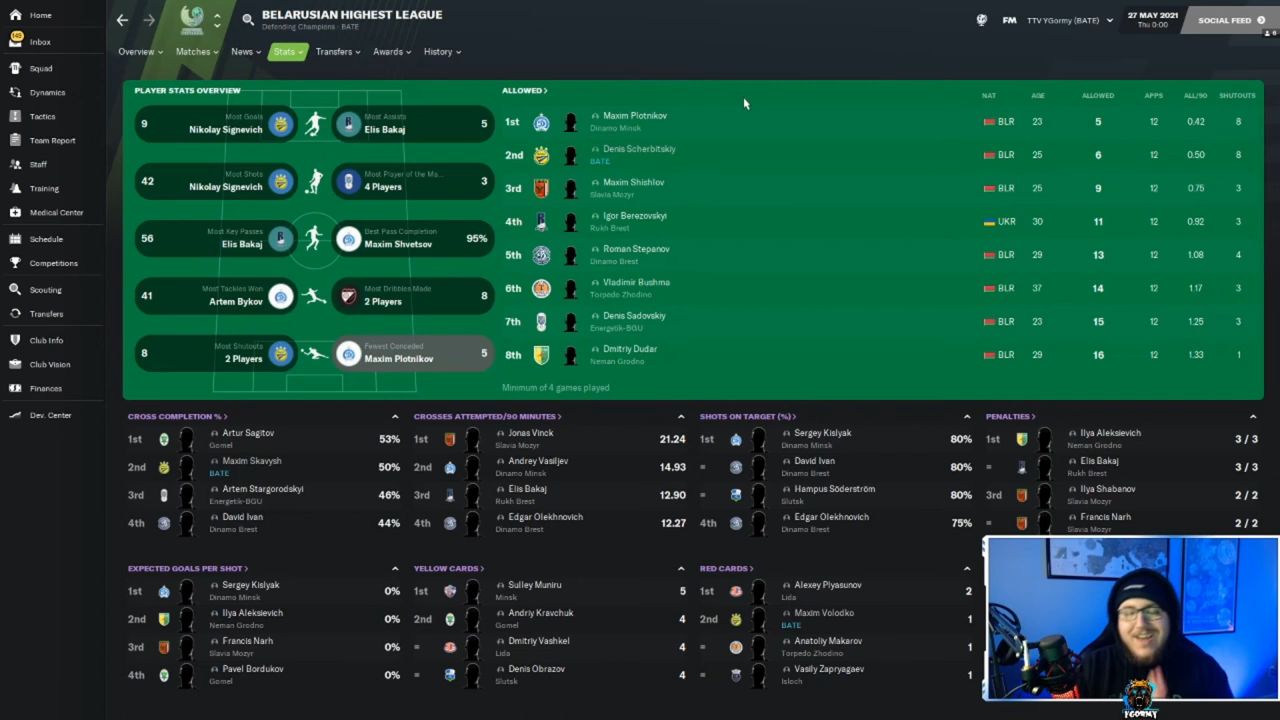 Home
145
Inbox
Squad
Dynamics
Tactics
Team Report
Staff
Training
Medical Center
Schedule
Competitions
Scouting
Transfers
Club Info
Club Vision
Finances
Dev. Center
BELARUSIAN HIGHEST LEAGUE
Defending Champions - BATE
FM TTV YGormy (BATE)
27 MAY 2021
Thu 0:00
SOCIAL FEED
Overview Matches News Stats Transfers Awards History
PLAYER STATS OVERVIEW
9 Most Goals Nikolay Signevich
Most Assists Elis Bakaj 5
42 Most Shots Nikolay Signevich
Most Player of the Ma... 4 Players 3
56 Most Key Passes Elis Bakaj
Best Pass Completion Maxim Shvetsov 95%
41 Most Tackles Won Artem Bykov
Most Dribbles Made 2 Players 8
8 Most Shutouts 2 Players
Fewest Conceded Maxim Plotnikov 5
ALLOWED > NAT AGE ALLOWED APPS ALL/90 SHUTOUTS
1st Maxim Plotnikov Dinamo Minsk BLR 23 5 12 0.42 8
2nd Denis Scherbitskiy BATE BLR 25 6 12 0.50 8
3rd Maxim Shishlov Slavia Mozyr BLR 25 9 12 0.75 3
4th Igor Berezovskyi Rukh Brest UKR 30 11 12 0.92 3
5th Roman Stepanov Dinamo Brest BLR 29 13 12 1.08 4
6th Vladimir Bushma Torpedo Zhodino BLR 37 14 12 1.17 3
7th Denis Sadovskiy Energetik-BGU BLR 23 15 12 1.25 3
8th Dmitriy Dudar Neman Grodno BLR 29 16 12 1.33 1
Minimum of 4 games played
CROSS COMPLETION % >
1st Artur Sagitov Gomel 53%
2nd Maxim Skavysh BATE 50%
3rd Artem Stargorodskyi Energetik-BGU 46%
4th David Ivan Dinamo Brest 44%
CROSSES ATTEMPTED/90 MINUTES >
1st Jonas Vinck Slavia Mozyr 21.24
2nd Andrey Vasiljev Dinamo Minsk 14.93
3rd Elis Bakaj Rukh Brest 12.90
4th Edgar Olekhnovich Dinamo Brest 12.27
SHOTS ON TARGET (%) >
1st Sergey Kislyak Dinamo Minsk 80%
= David Ivan Dinamo Brest 80%
= Hampus Söderström Slutsk 80%
4th Edgar Olekhnovich Dinamo Brest 75%
PENALTIES >
1st Ilya Aleksievich Neman Grodno 3 / 3
= Elis Bakaj Rukh Brest 3 / 3
3rd Ilya Shabanov Slavia Mozyr 2 / 2
= Francis Narh Slavia Mozyr 2 / 2
EXPECTED GOALS PER SHOT >
1st Sergey Kislyak Dinamo Minsk 0%
2nd Ilya Aleksievich Neman Grodno 0%
3rd Francis Narh Slavia Mozyr 0%
4th Pavel Bordukov Gomel 0%
YELLOW CARDS >
1st Sulley Muniru Minsk 5
2nd Andriy Kravchuk Gomel 4
= Dmitriy Vashkel Lida 4
= Denis Obrazov Slutsk 4
RED CARDS >
1st Alexey Plyasunov Lida 2
2nd Maxim Volodko BATE 1
= Anatoliy Makarov Torpedo Zhodino 1
= Vasily Zapryagaev Isloch 1
YGORMY